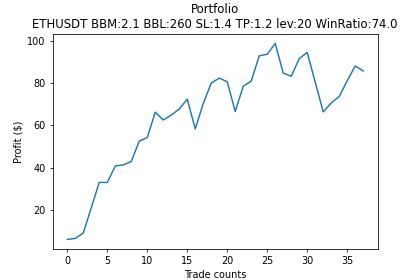 Portfolio
ETHUSDT BBM:2.1 BBL:260 SL:1.4 TP:1.2 lev:20 WinRatio:74.0
100
80
60
40
20
Profit ($)
0 5 10 15 20 25 30 35
Trade counts